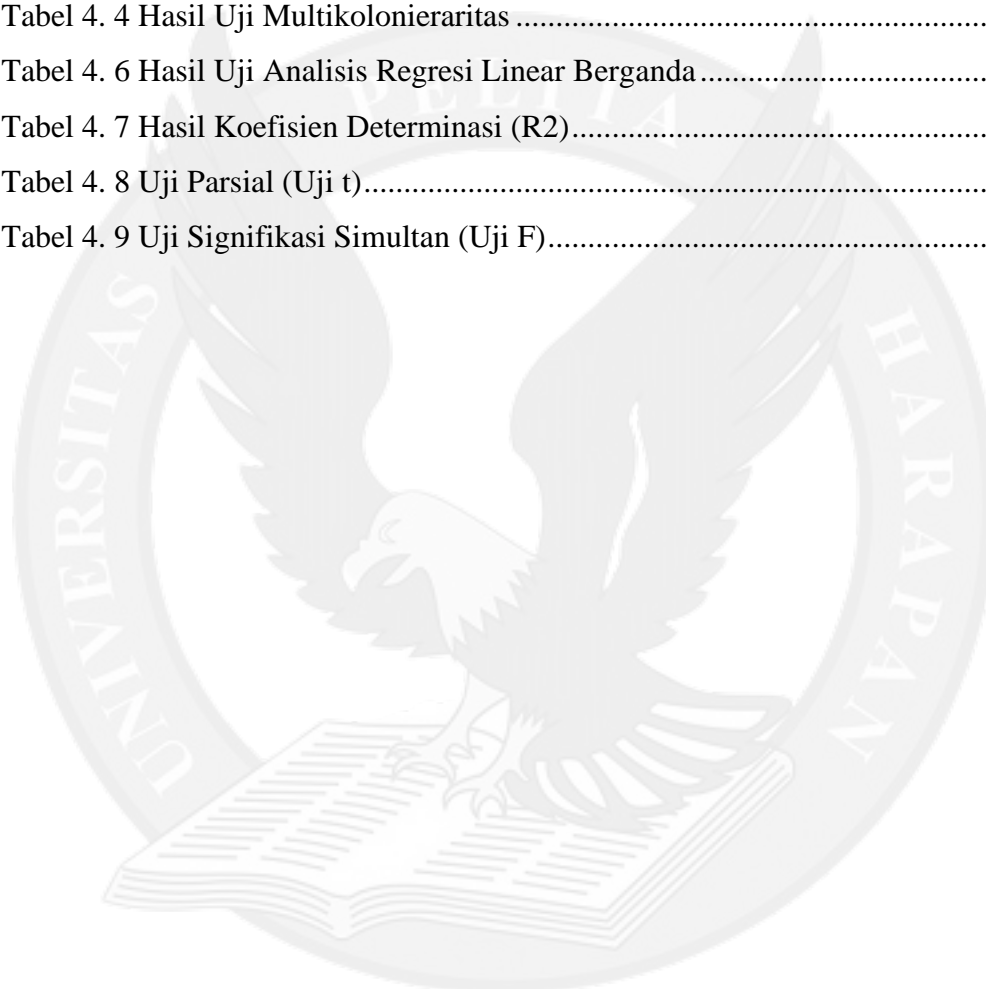 Tabel 4. 4 Hasil Uji Multikolonieraritas ........................................................
Tabel 4. 6 Hasil Uji Analisis Regresi Linear Berganda ..................................
Tabel 4. 7 Hasil Koefisien Determinasi (R2) .................................................
Tabel 4. 8 Uji Parsial (Uji t) ...........................................................................
Tabel 4. 9 Uji Signifikasi Simultan (Uji F) ....................................................
UNIVERSITAS PELITA HARAPAN